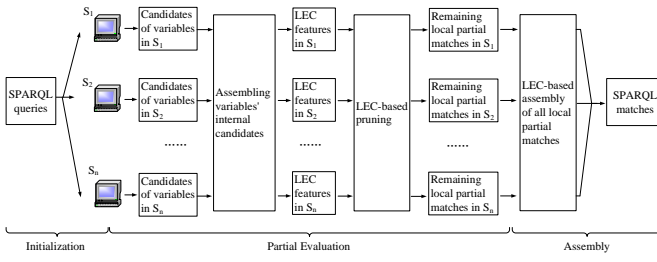 SPARQL
queries
S1
S2
......
Sn
Candidates
of variables
in S1
Candidates
of variables
in S2
......
Candidates
of variables
in Sn
Assembling
variables'
internal
candidates
LEC
features
in S1
LEC
features
in S2
......
LEC
features
in Sn
LEC-based
pruning
Remaining
local partial
matches in S1
Remaining
local partial
matches in S2
......
Remaining
local partial
matches in Sn
LEC-based
assembly
of all local
partial
matches
SPARQL
matches
Initialization
Partial Evaluation
Assembly